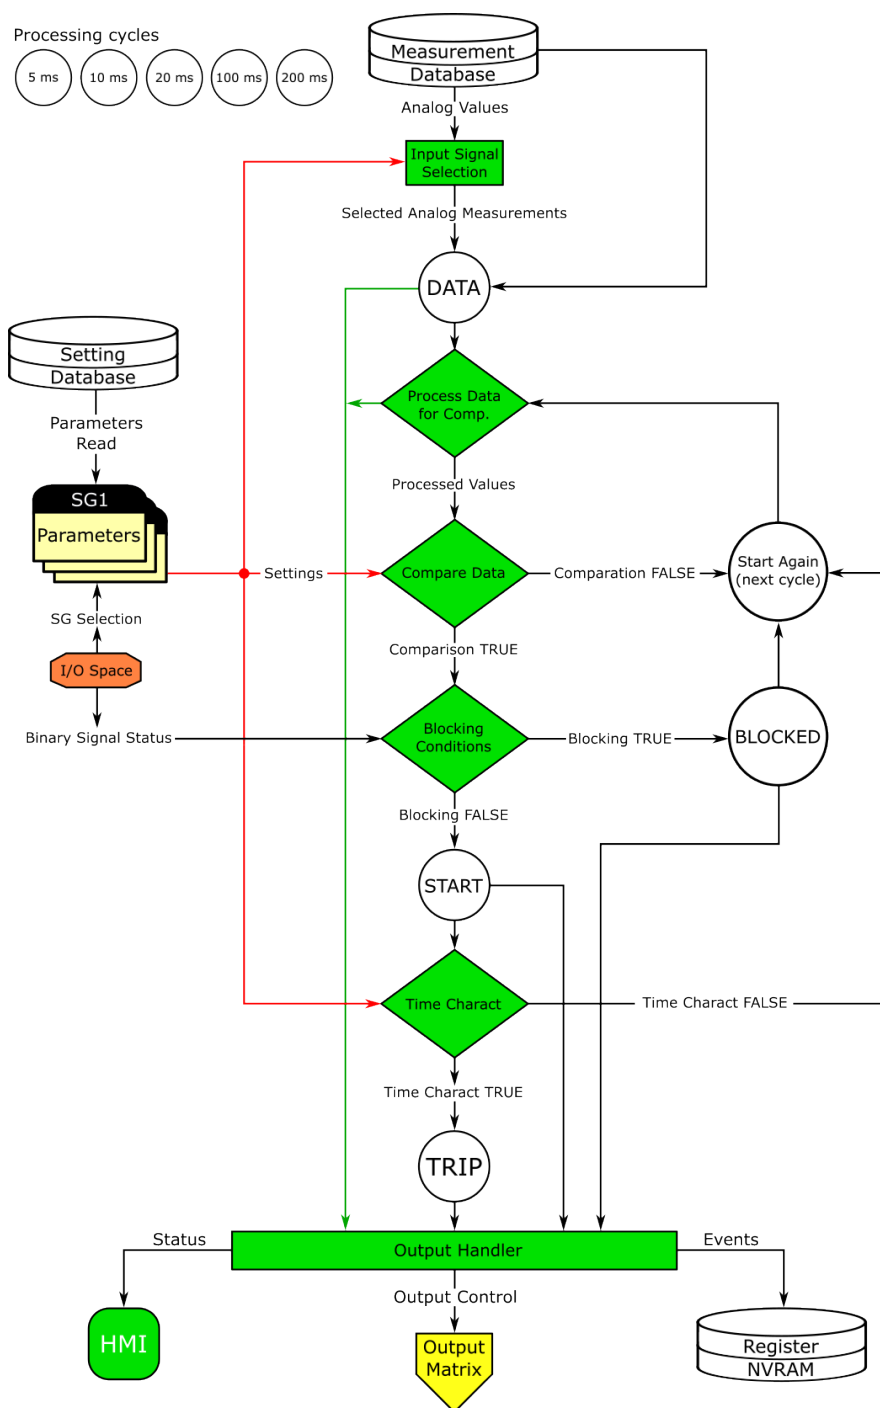 Processing cycles
5 ms
10 ms
20 ms
100 ms
200 ms
Measurement
Database
Analog Values
Input Signal
Selection
Selected Analog Measurements
DATA
Setting
Database
Parameters
Read
Process Data
for Comp.
Processed Values
SG1
Parameters
Settings
Compare Data
Comparation FALSE
Start Again
(next cycle)
SG Selection
Comparison TRUE
I/O Space
Binary Signal Status
Blocking
Conditions
Blocking TRUE
BLOCKED
Blocking FALSE
START
Time Charact
Time Charact FALSE
Time Charact TRUE
TRIP
Status
Output Handler
Events
Output Control
HMI
Output
Matrix
Register
NVRAM